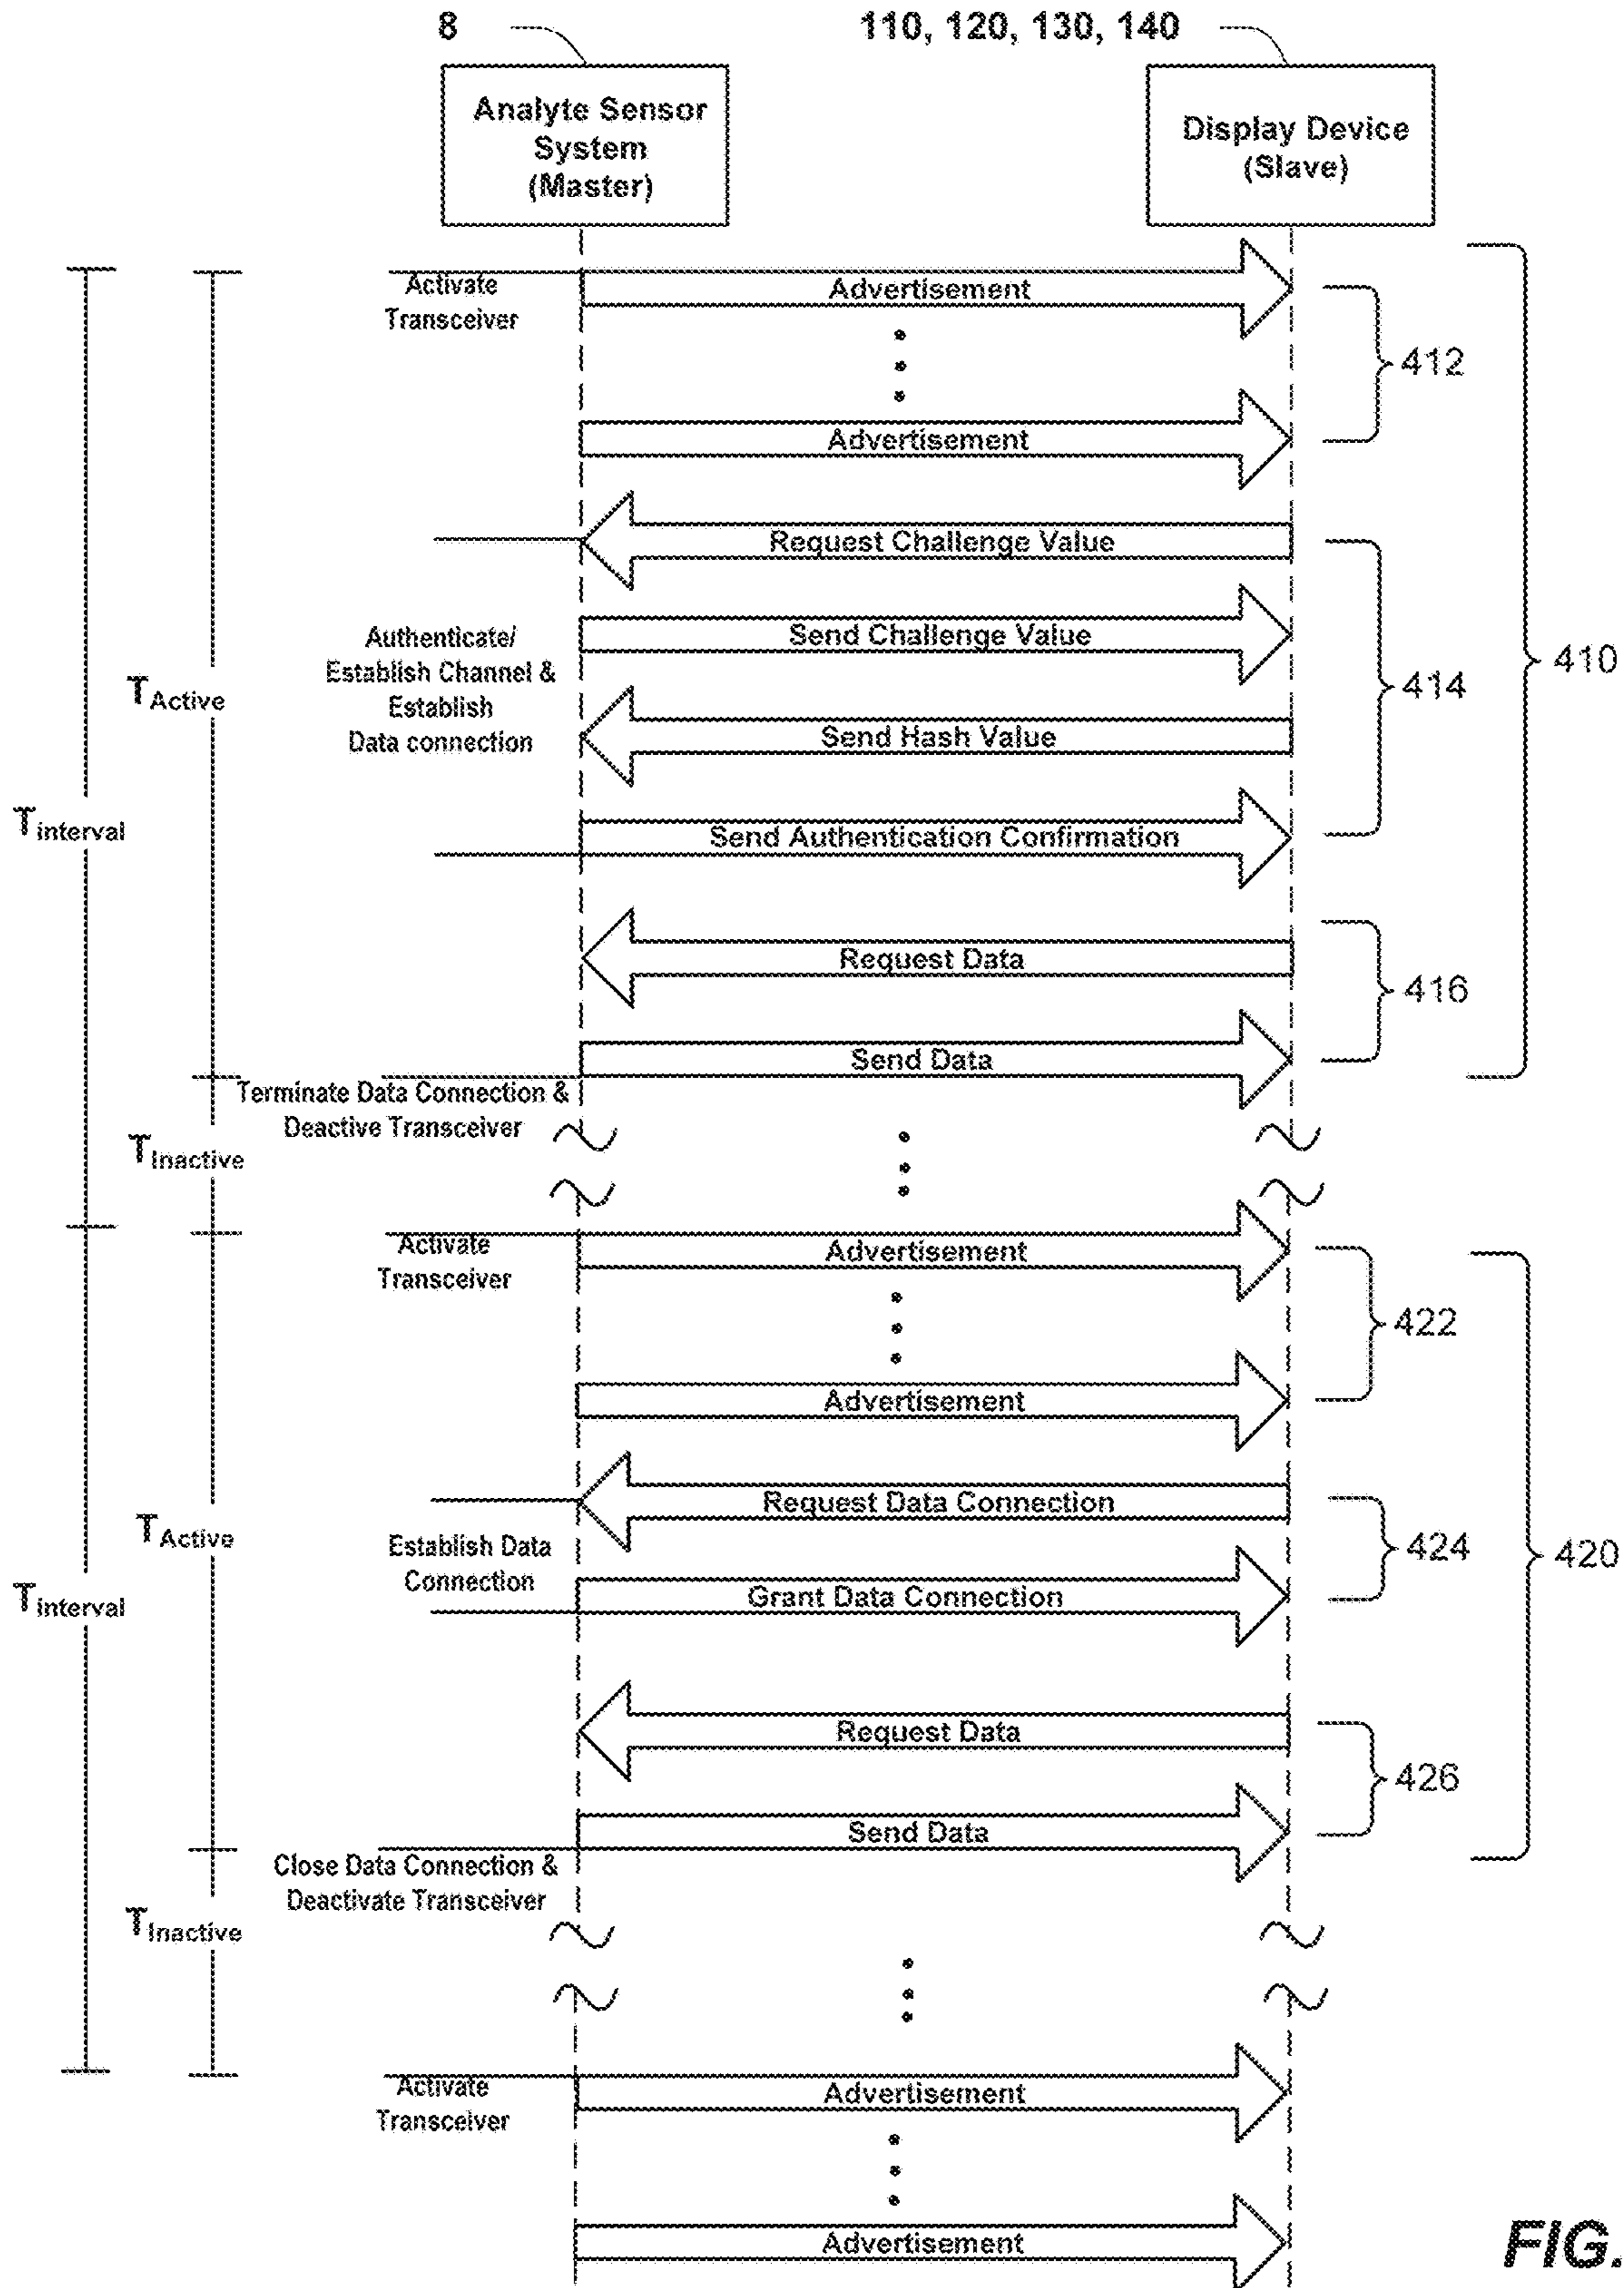 8
110, 120, 130, 140
Analyte Sensor
System
(Master)
Display Device
(Slave)
Activate
Transceiver
Advertisement
412
Advertisement
Request Challenge Value
Authenticate/
Establish Channel &
Establish
Data connection
Send Challenge Value
410
414
TActive
Send Hash Value
Tinterval
Send Authentication Confirmation
Request Data
416
Send Data
Terminate Data Connection &
Deactive Transceiver
TInactive
Activate
Transceiver
Advertisement
422
Advertisement
Request Data Connection
TActive
Establish Data
Connection
424
420
Grant Data Connection
Tinterval
Request Data
426
Send Data
Close Data Connection &
Deactivate Transceiver
TInactive
Activate
Transceiver
Advertisement
Advertisement
FIG.